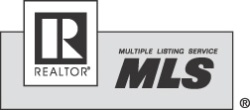 R
REALTOR®
MULTIPLE LISTING SERVICE
MLS
®